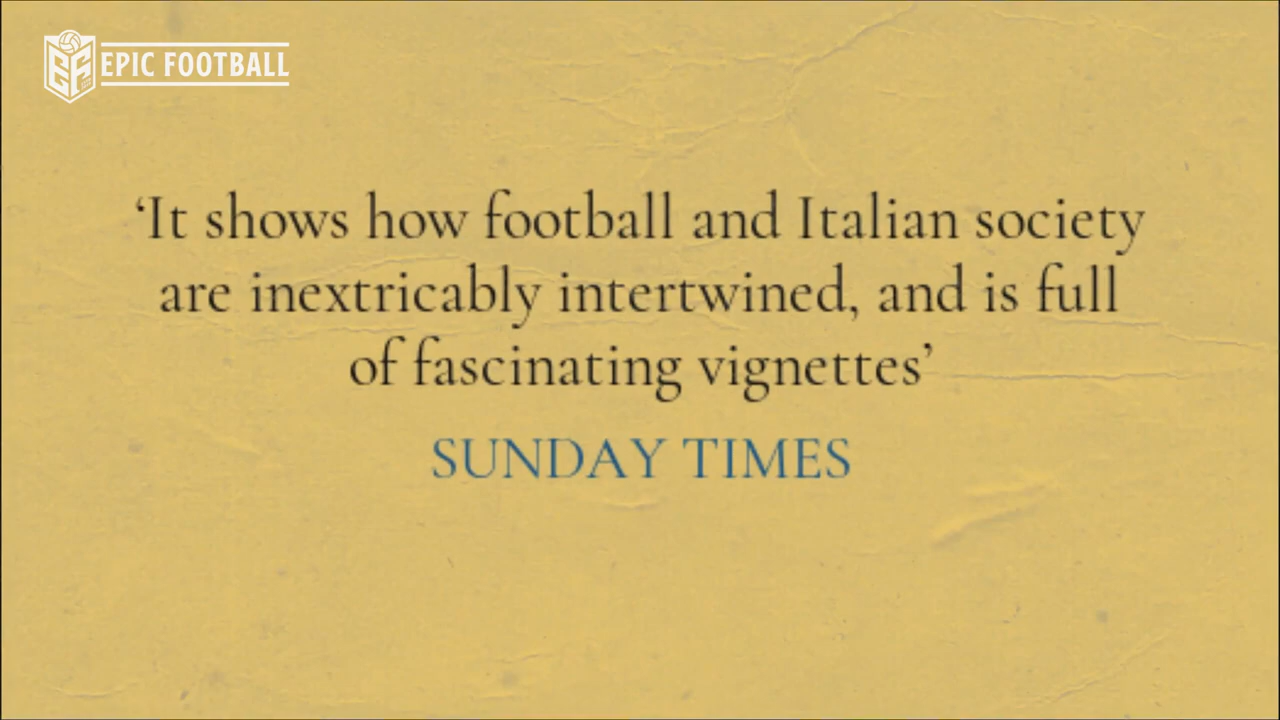 EPIC FOOTBALL
‘It shows how football and Italian society
are inextricably intertwined, and is full
of fascinating vignettes’
SUNDAY TIMES